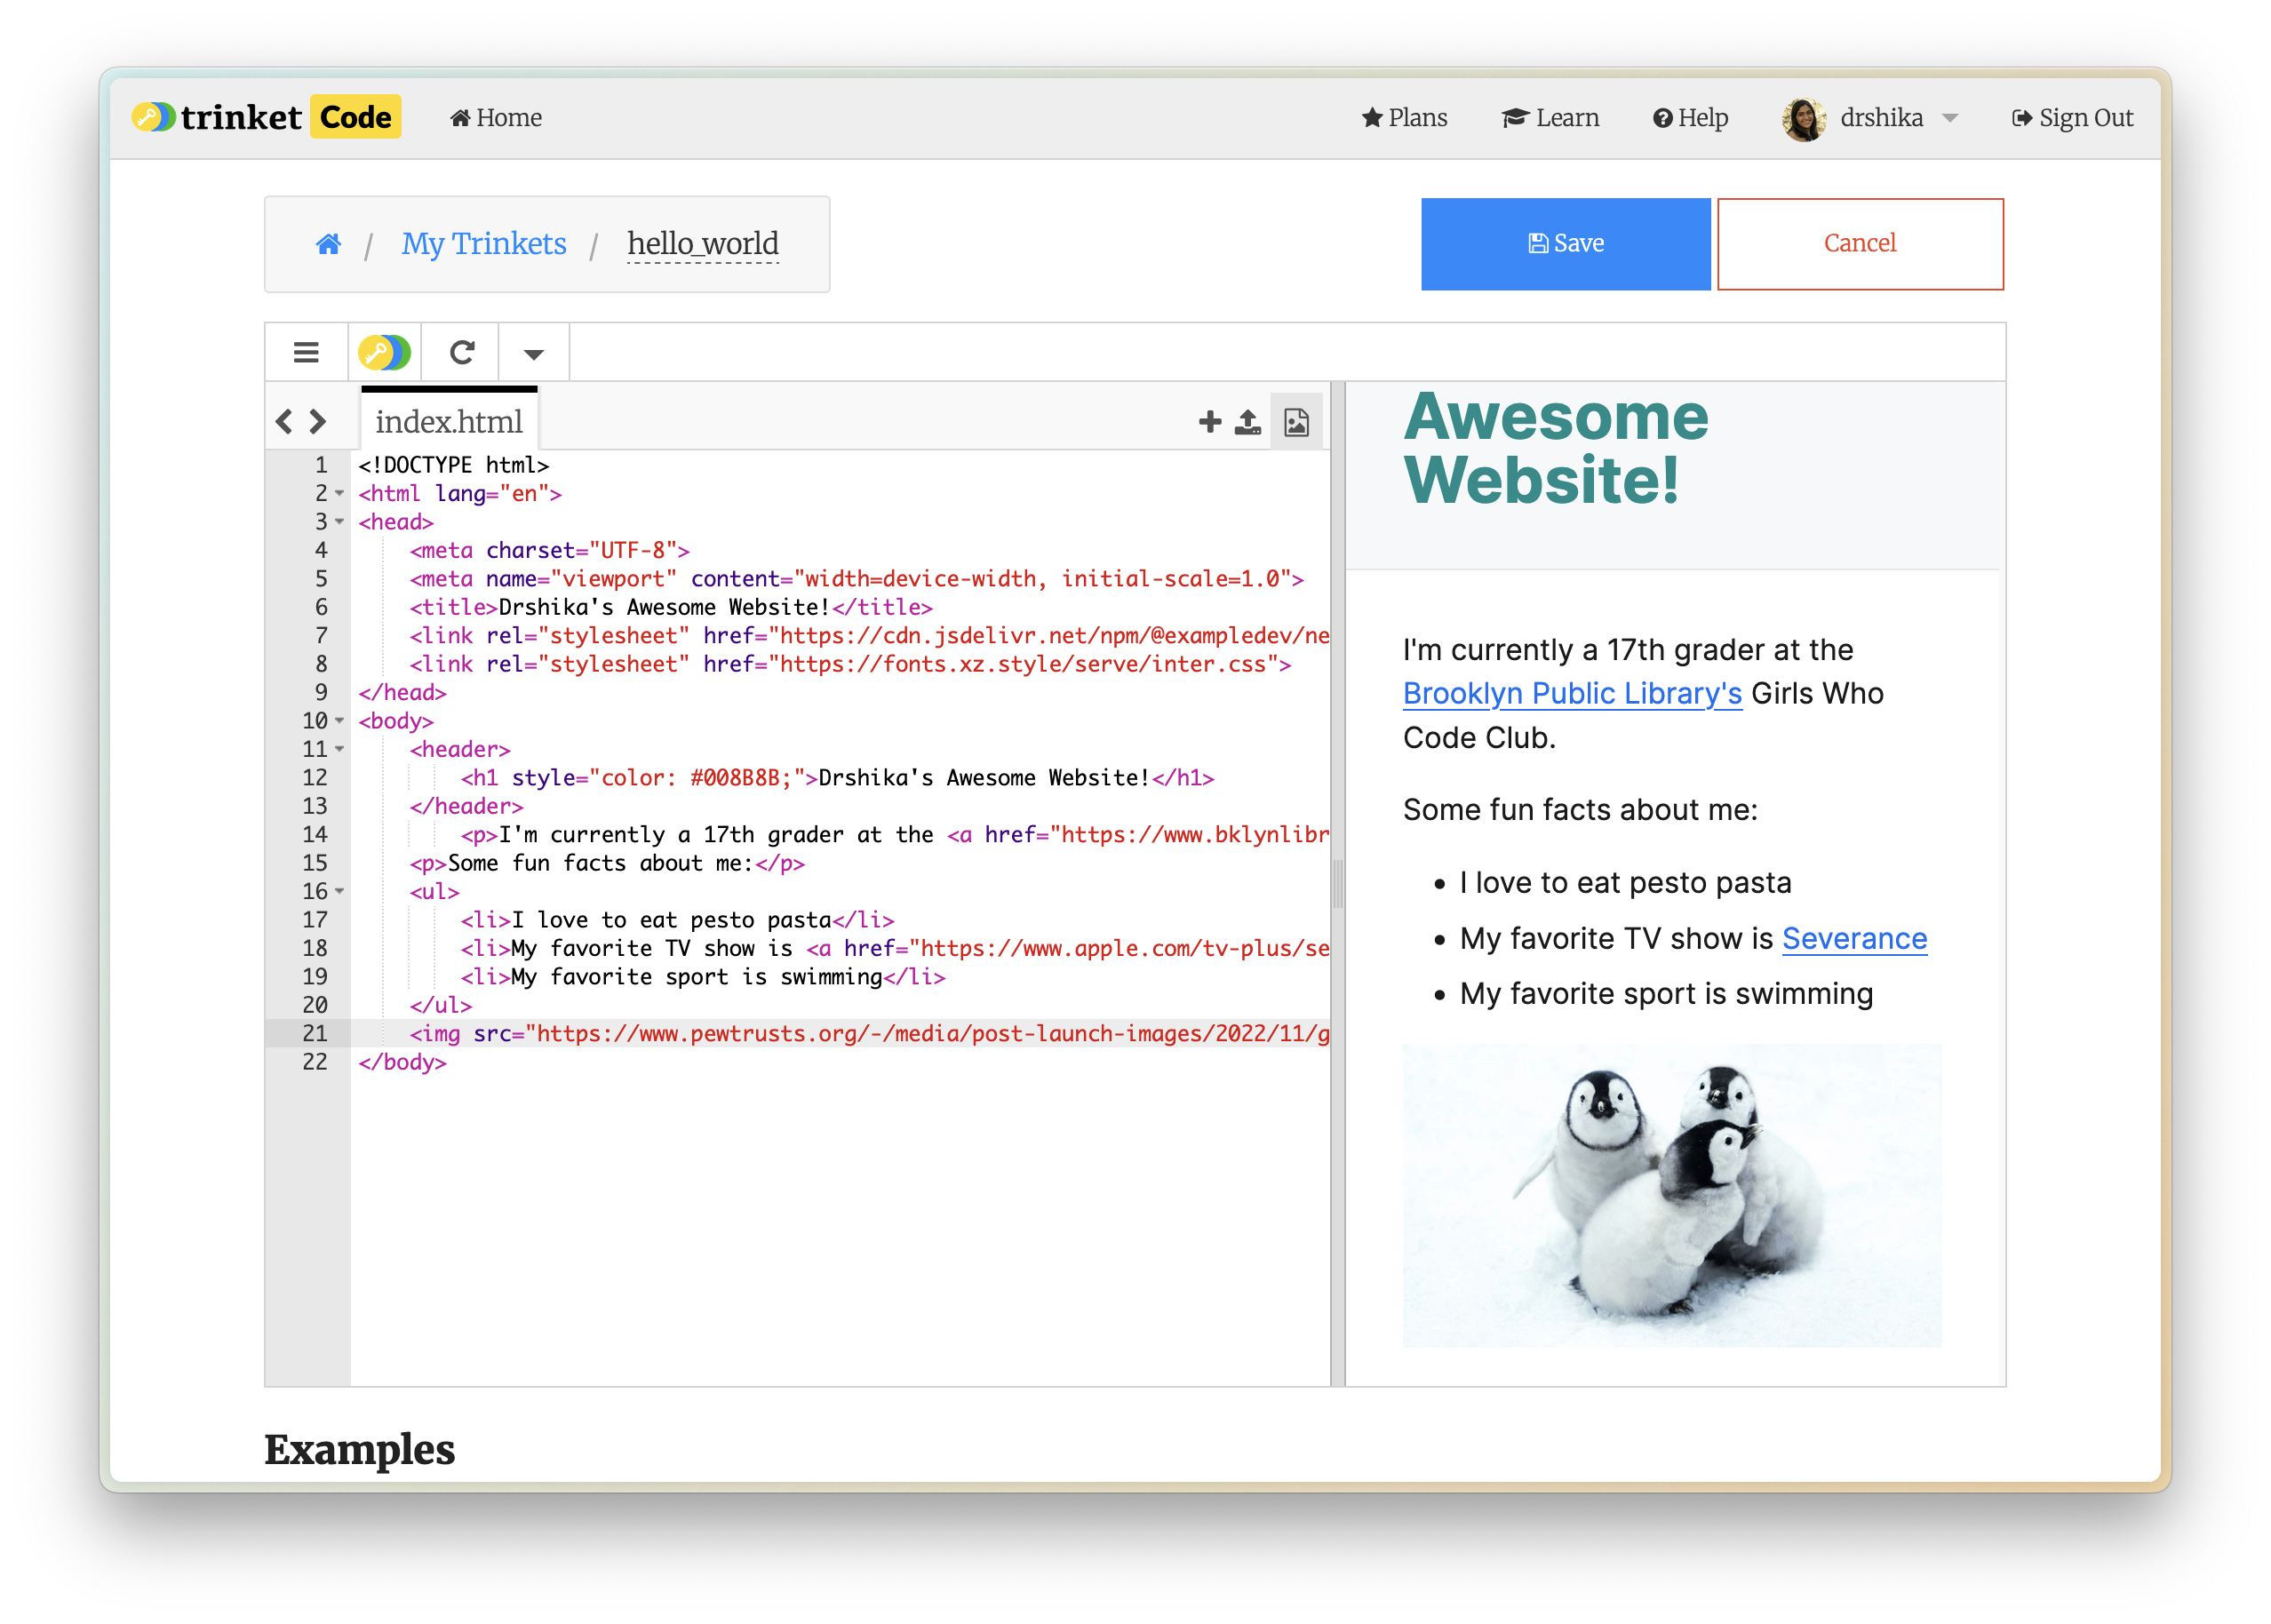 trinket Code Home Plans Learn Help drshika Sign Out
/ My Trinkets / hello_world Save Cancel
index.html
1 <!DOCTYPE html>
2 <html lang="en">
3 <head>
4 <meta charset="UTF-8">
5 <meta name="viewport" content="width=device-width, initial-scale=1.0">
6 <title>Drshika's Awesome Website!</title>
7 <link rel="stylesheet" href="https://cdn.jsdelivr.net/npm/@exampledev/ne
8 <link rel="stylesheet" href="https://fonts.xz.style/serve/inter.css">
9 </head>
10 <body>
11 <header>
12 <h1 style="color: #008B8B;">Drshika's Awesome Website!</h1>
13 </header>
14 <p>I'm currently a 17th grader at the <a href="https://www.bklynlibr
15 <p>Some fun facts about me:</p>
16 <ul>
17 <li>I love to eat pesto pasta</li>
18 <li>My favorite TV show is <a href="https://www.apple.com/tv-plus/se
19 <li>My favorite sport is swimming</li>
20 </ul>
21 <img src="https://www.pewtrusts.org/-/media/post-launch-images/2022/11/g
22 </body>
Awesome
Website!
I'm currently a 17th grader at the
Brooklyn Public Library's Girls Who
Code Club.
Some fun facts about me:
• I love to eat pesto pasta
• My favorite TV show is Severance
• My favorite sport is swimming
Examples